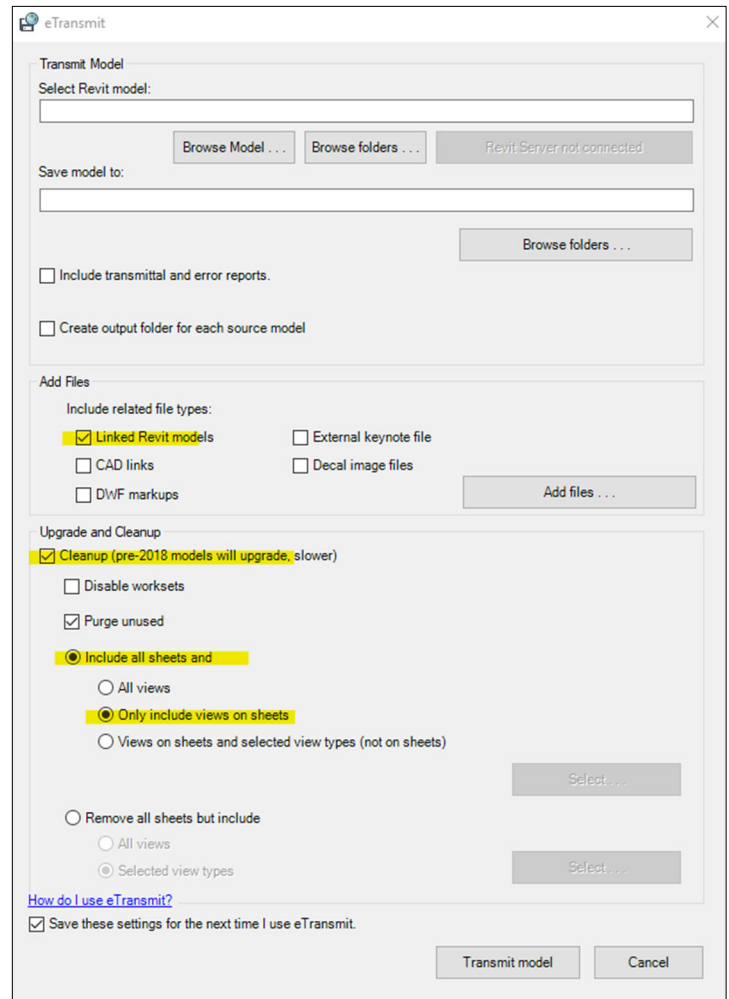 eTransmit
Transmit Model
Select Revit model:
Browse Model . . . Browse folders . . . Revit Server not connected
Save model to:
Browse folders . . .
Include transmittal and error reports.
Create output folder for each source model
Add Files
Include related file types:
Linked Revit models External keynote file
CAD links Decal image files
DWF markups Add files . . .
Upgrade and Cleanup
Cleanup (pre-2018 models will upgrade, slower)
Disable worksets
Purge unused
Include all sheets and
All views
Only include views on sheets
Views on sheets and selected view types (not on sheets)
Select . . .
Remove all sheets but include
All views
Selected view types Select . . .
How do I use eTransmit?
Save these settings for the next time I use eTransmit.
Transmit model Cancel